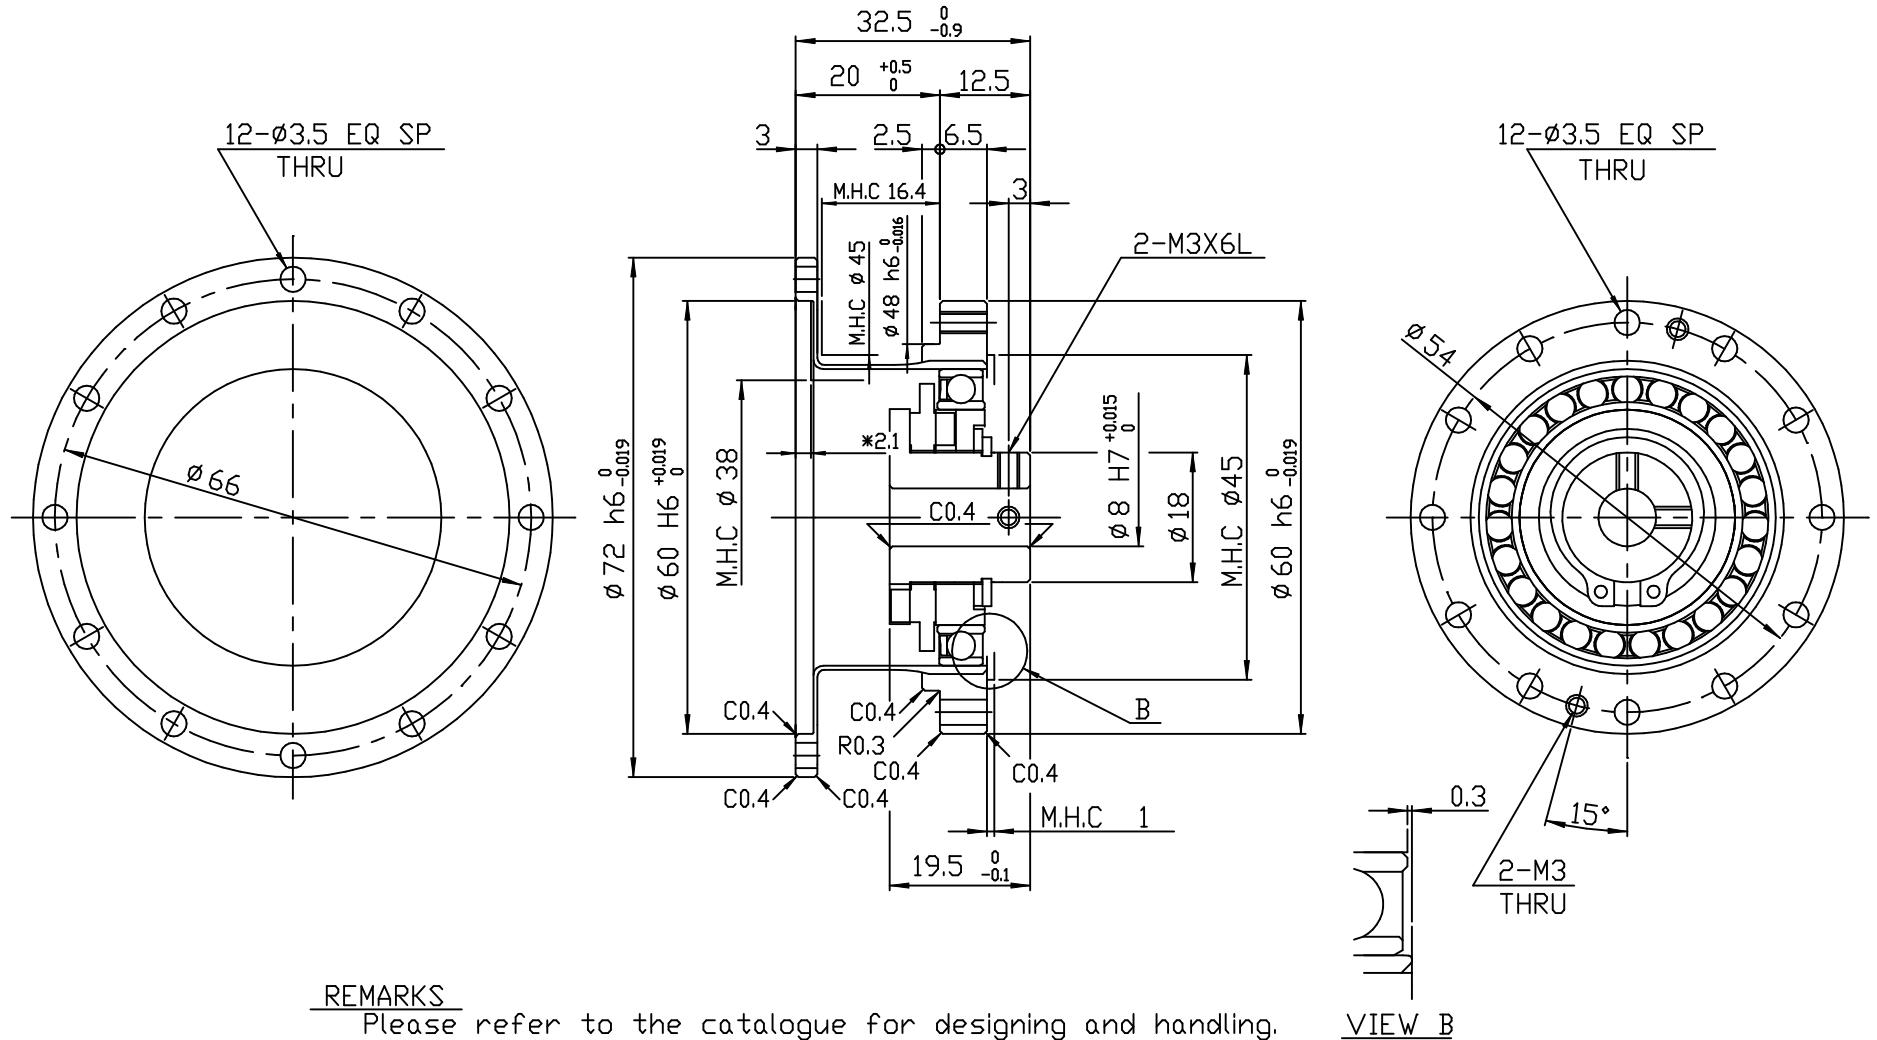 32.5 0 -0.9
20 +0.5 0
12.5
3
2.5
6.5
12-ø3.5 EQ SP
THRU
12-ø3.5 EQ SP
THRU
M.H.C 16.4
3
2-M3X6L
M.H.C ø45
ø48 h6 0 -0.016
ø54
※2.1
ø66
ø72 h6 0 -0.019
ø60 H6 +0.019 0
M.H.C ø38
C0.4
ø8 H7 +0.015 0
ø18
M.H.C ø45
ø60 h6 0 -0.019
C0.4
C0.4
R0.3
B
C0.4
C0.4
C0.4
C0.4
M.H.C 1
0.3
15°
19.5 0 -0.1
2-M3
THRU
REMARKS
Please refer to the catalogue for designing and handling.
VIEW B